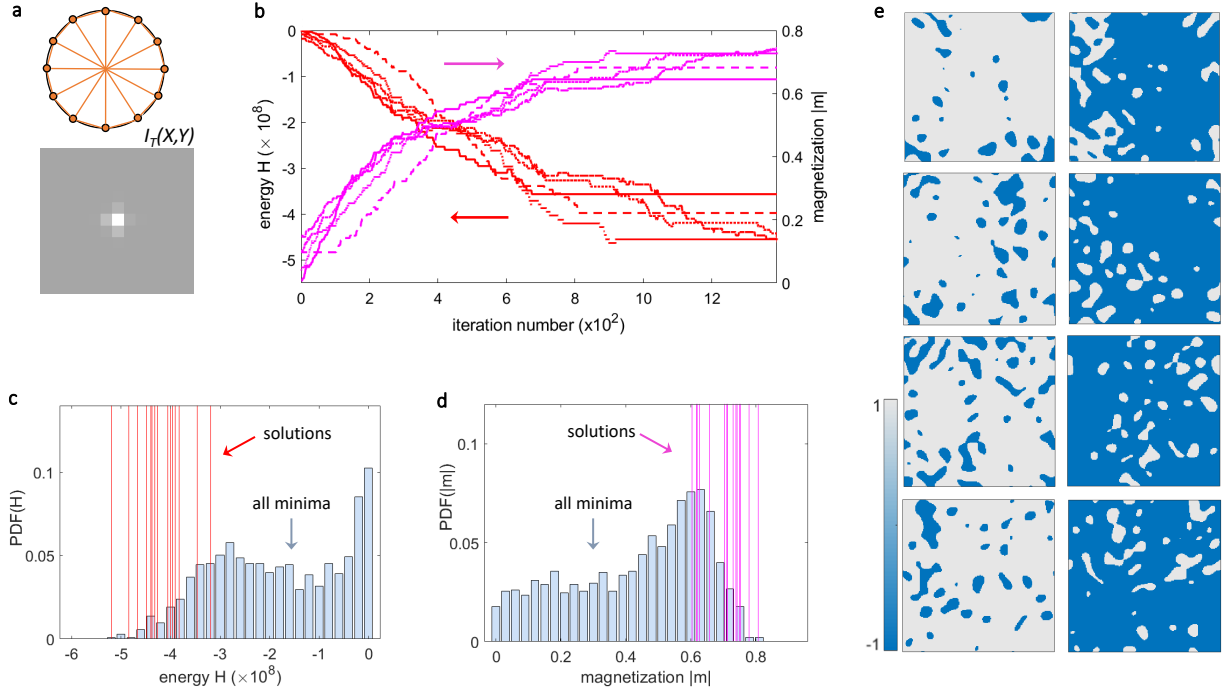 a
I_T(X,Y)
b
0
-1
-2
-3
-4
-5
energy H (× 10^8)
0.8
0.6
0.4
0.2
0
magnetization |m|
0 2 4 6 8 10 12
iteration number (x10^2)
c
solutions
all minima
0.1
0.05
0
PDF(H)
-6 -5 -4 -3 -2 -1 0
energy H (×10^8)
d
solutions
all minima
0.1
0.05
0
PDF(|m|)
0 0.2 0.4 0.6 0.8
magnetization |m|
e
1
-1